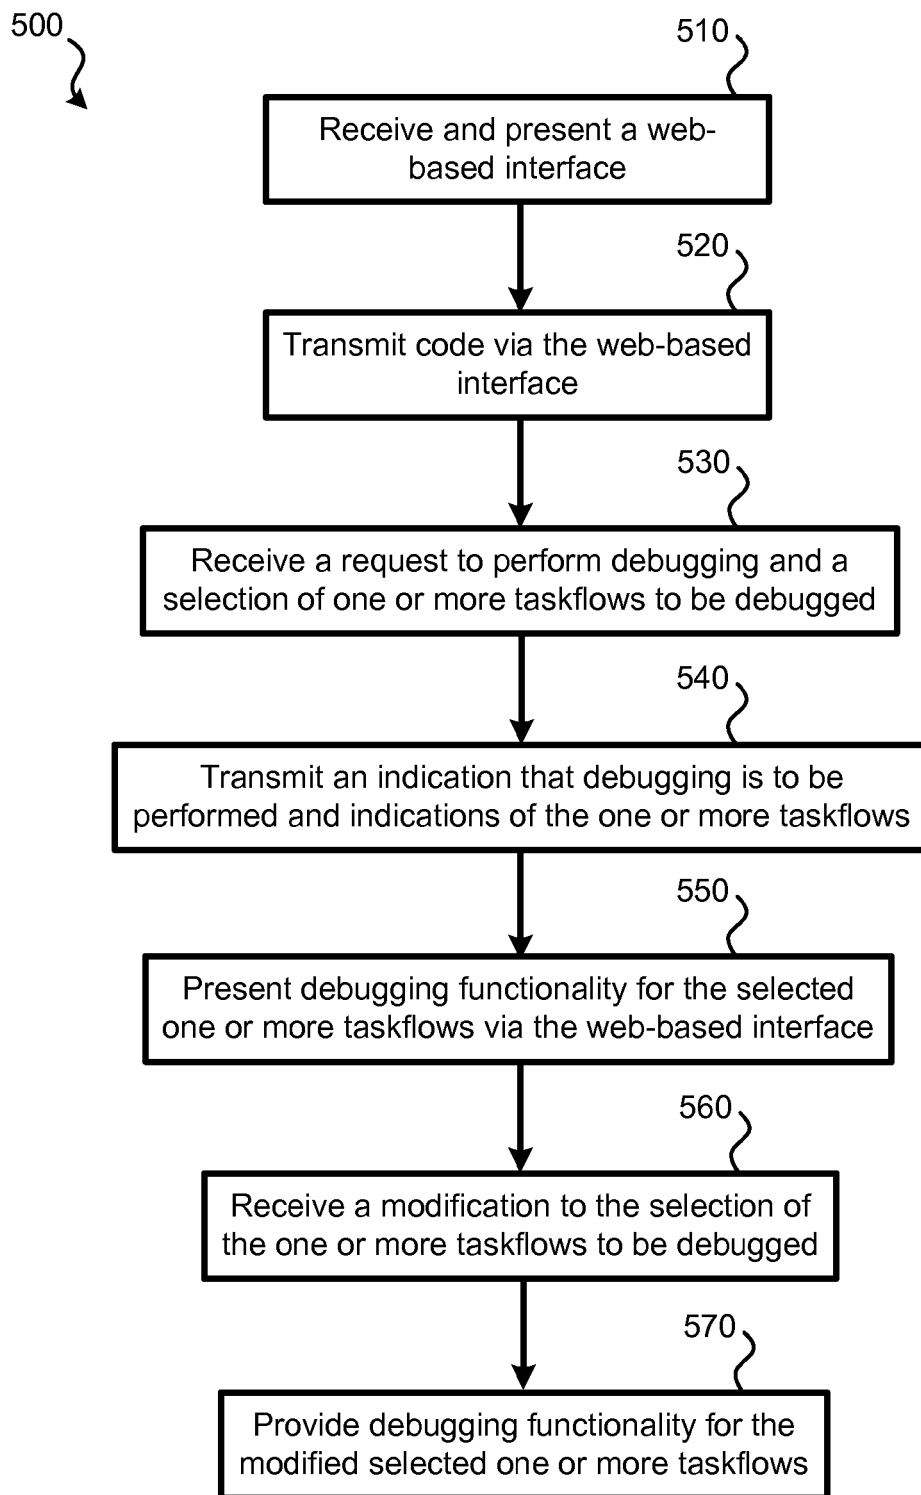 500
510
Receive and present a web-
based interface
520
Transmit code via the web-based
interface
530
Receive a request to perform debugging and a
selection of one or more taskflows to be debugged
540
Transmit an indication that debugging is to be
performed and indications of the one or more taskflows
550
Present debugging functionality for the selected
one or more taskflows via the web-based interface
560
Receive a modification to the selection of
the one or more taskflows to be debugged
570
Provide debugging functionality for the
modified selected one or more taskflows